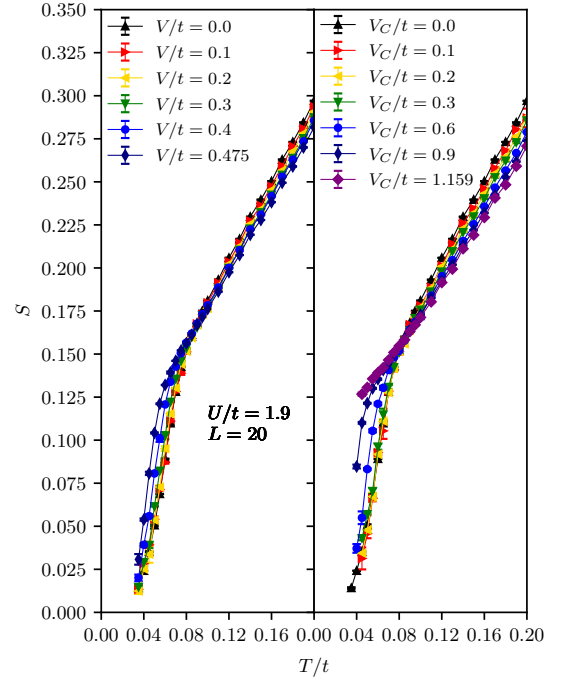 0.350
0.325
0.300
0.275
0.250
0.225
0.200
0.175
0.150
0.125
0.100
0.075
0.050
0.025
0.000
S
V/t = 0.0
V/t = 0.1
V/t = 0.2
V/t = 0.3
V/t = 0.4
V/t = 0.475
U/t = 1.9
L = 20
V_C/t = 0.0
V_C/t = 0.1
V_C/t = 0.2
V_C/t = 0.3
V_C/t = 0.6
V_C/t = 0.9
V_C/t = 1.159
0.00 0.04 0.08 0.12 0.16 0.00 0.04 0.08 0.12 0.16 0.20
T/t